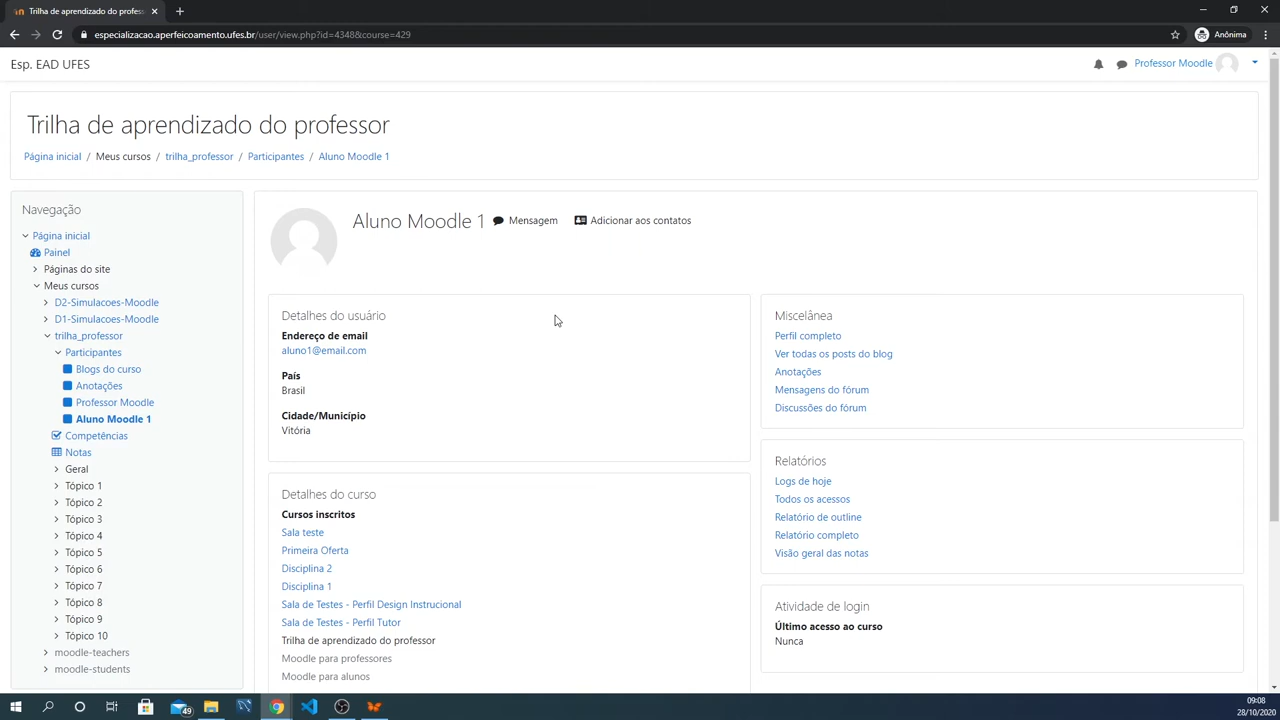 Trilha de aprendizado do profess
especializacao.aperfeicoamento.ufes.br/user/view.php?id=4348&course=429
Anônima
Esp. EAD UFES
Professor Moodle
Trilha de aprendizado do professor
Página inicial / Meus cursos / trilha_professor / Participantes / Aluno Moodle 1
Navegação
Página inicial
Painel
Páginas do site
Meus cursos
D2-Simulacoes-Moodle
D1-Simulacoes-Moodle
trilha_professor
Participantes
Blogs do curso
Anotações
Professor Moodle
Aluno Moodle 1
Competências
Notas
Geral
Tópico 1
Tópico 2
Tópico 3
Tópico 4
Tópico 5
Tópico 6
Tópico 7
Tópico 8
Tópico 9
Tópico 10
moodle-teachers
moodle-students
Aluno Moodle 1 Mensagem Adicionar aos contatos
Detalhes do usuário
Endereço de email
aluno1@email.com
País
Brasil
Cidade/Município
Vitória
Detalhes do curso
Cursos inscritos
Sala teste
Primeira Oferta
Disciplina 2
Disciplina 1
Sala de Testes - Perfil Design Instrucional
Sala de Testes - Perfil Tutor
Trilha de aprendizado do professor
Moodle para professores
Moodle para alunos
Miscelânea
Perfil completo
Ver todas os posts do blog
Anotações
Mensagens do fórum
Discussões do fórum
Relatórios
Logs de hoje
Todos os acessos
Relatório de outline
Relatório completo
Visão geral das notas
Atividade de login
Último acesso ao curso
Nunca
49
09:08
28/10/2020